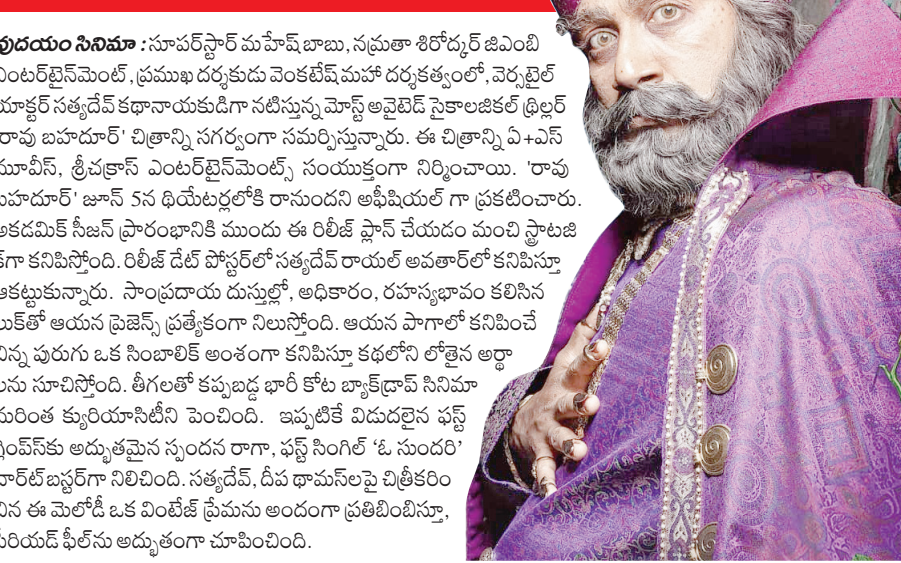 వుదయం సినిమా : సూపర్‌స్టార్ మహేష్ బాబు, నమ్రతా శిరోద్కర్ జిఎంబి
ఎంటర్‌టైన్‌మెంట్, ప్రముఖ దర్శకుడు వెంకటేష్ మహా దర్శకత్వంలో, వెర్సటైల్
యాక్టర్ సత్యదేవ్ కథానాయకుడిగా నటిస్తున్న మోస్ట్ అవైటెడ్ సైకాలజికల్ థ్రిల్లర్
'రావు బహదూర్' చిత్రాన్ని సగర్వంగా సమర్పిస్తున్నారు. ఈ చిత్రాన్ని ఏ+ఎస్
మూవీస్, శ్రీచక్రాస్ ఎంటర్‌టైన్‌మెంట్స్ సంయుక్తంగా నిర్మించాయి. 'రావు
బహదూర్' జూన్ 5న థియేటర్లలోకి రానుందని అఫీషియల్ గా ప్రకటించారు.
అకడమిక్ సీజన్ ప్రారంభానికి ముందు ఈ రిలీజ్ ప్లాన్ చేయడం మంచి స్ట్రాటజి
క్‌గా కనిపిస్తోంది. రిలీజ్ డేట్ పోస్టర్‌లో సత్యదేవ్ రాయల్ అవతార్‌లో కనిపిస్తూ
ఆకట్టుకున్నారు. సాంప్రదాయ దుస్తుల్లో, అధికారం, రహస్యభావం కలిసిన
లుక్‌తో ఆయన ప్రెజెన్స్ ప్రత్యేకంగా నిలుస్తోంది. ఆయన పాగాలో కనిపించే
చిన్న పురుగు ఒక సింబాలిక్ అంశంగా కనిపిస్తూ కథలోని లోతైన అర్థా
లను సూచిస్తోంది. తీగలతో కప్పబడ్డ భారీ కోట బ్యాక్‌డ్రాప్ సినిమా
మరింత క్యురియాసిటీని పెంచింది. ఇప్పటికే విడుదలైన ఫస్ట్
గ్లింప్స్‌కు అద్భుతమైన స్పందన రాగా, ఫస్ట్ సింగిల్ ‘ఓ సుందరి’
చార్ట్ బస్టర్‌గా నిలిచింది. సత్యదేవ్, దీప థామస్‌లపై చిత్రీకరిం
చిన ఈ మెలోడీ ఒక వింటేజ్ ప్రేమను అందంగా ప్రతిబింబిస్తూ,
పీరియడ్ ఫీల్‌ను అద్భుతంగా చూపించింది.